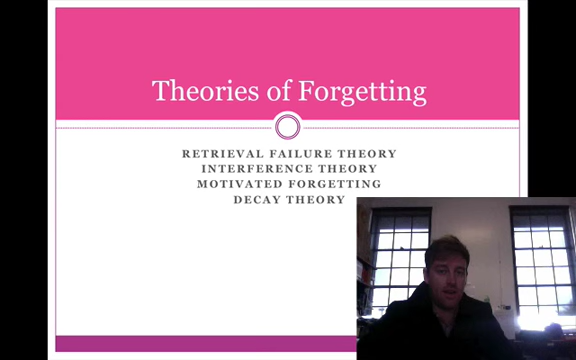 Theories of Forgetting
RETRIEVAL FAILURE THEORY
INTERFERENCE THEORY
MOTIVATED FORGETTING
DECAY THEORY